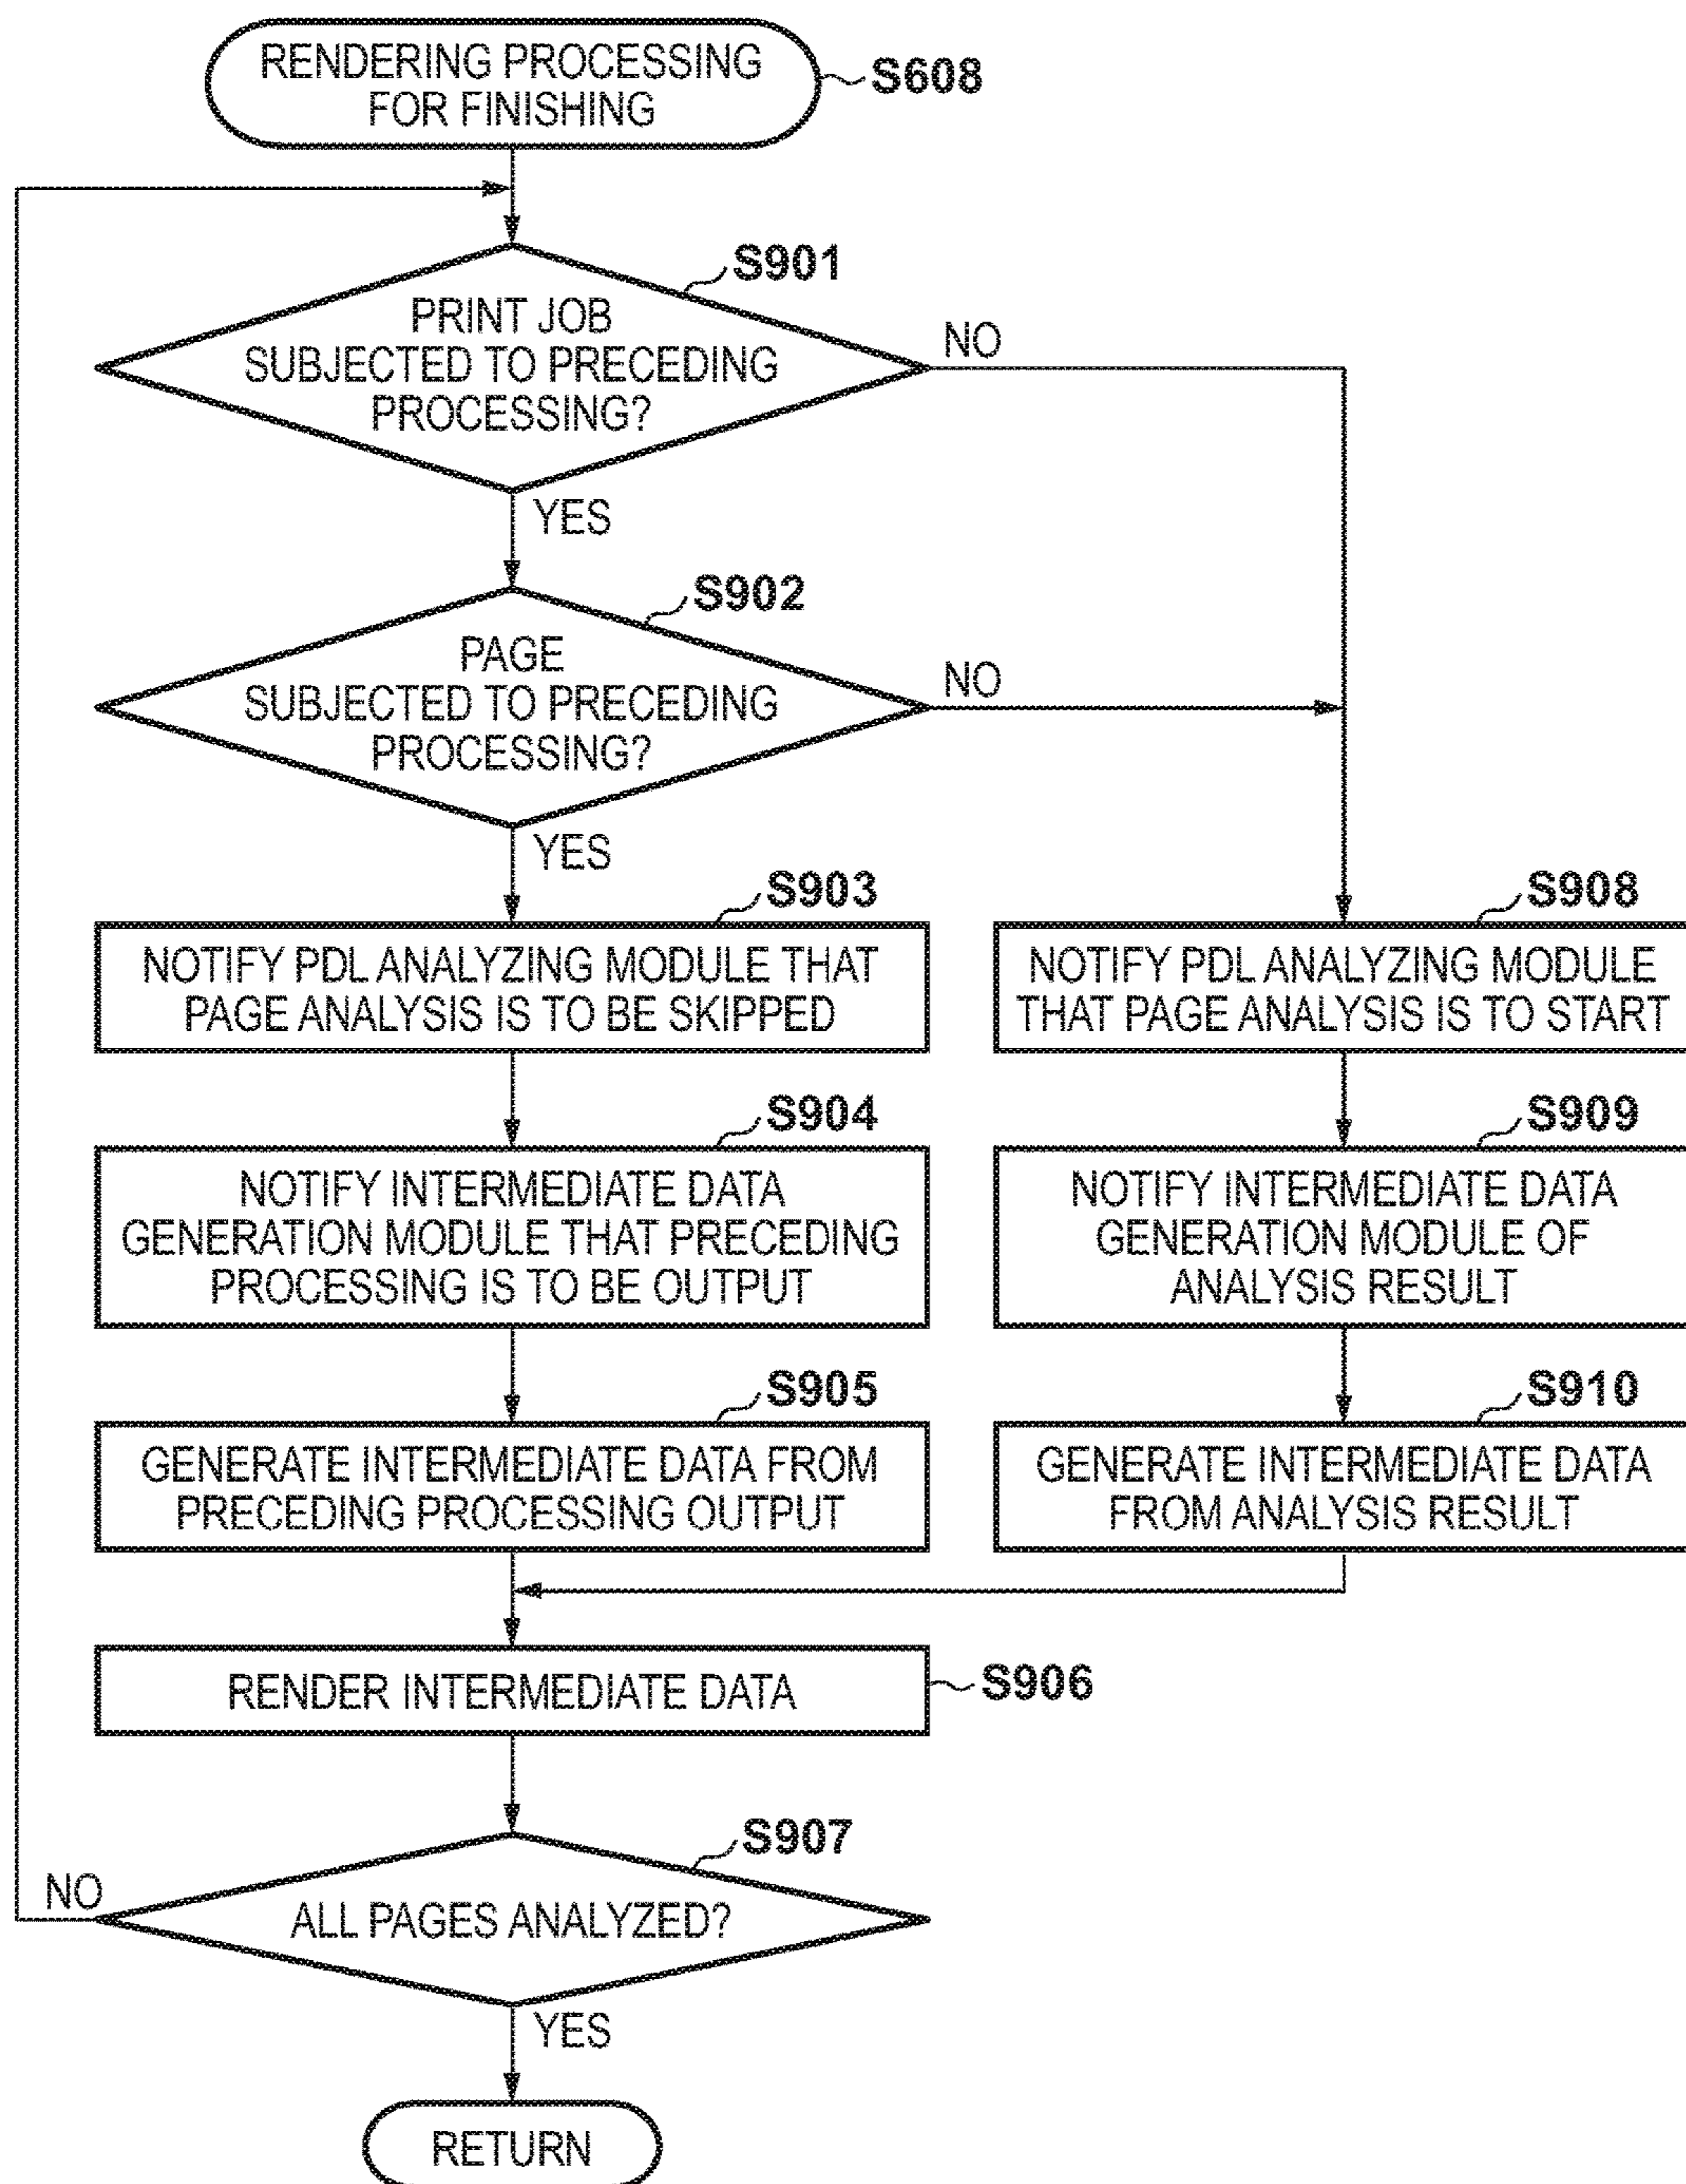 RENDERING PROCESSING
FOR FINISHING
S608
S901
PRINT JOB
SUBJECTED TO PRECEDING
PROCESSING?
NO
YES
S902
PAGE
SUBJECTED TO PRECEDING
PROCESSING?
NO
YES
S903
NOTIFY PDL ANALYZING MODULE THAT
PAGE ANALYSIS IS TO BE SKIPPED
S908
NOTIFY PDL ANALYZING MODULE
THAT PAGE ANALYSIS IS TO START
S904
NOTIFY INTERMEDIATE DATA
GENERATION MODULE THAT PRECEDING
PROCESSING IS TO BE OUTPUT
S909
NOTIFY INTERMEDIATE DATA
GENERATION MODULE OF
ANALYSIS RESULT
S905
GENERATE INTERMEDIATE DATA FROM
PRECEDING PROCESSING OUTPUT
S910
GENERATE INTERMEDIATE DATA
FROM ANALYSIS RESULT
RENDER INTERMEDIATE DATA
S906
S907
ALL PAGES ANALYZED?
NO
YES
RETURN